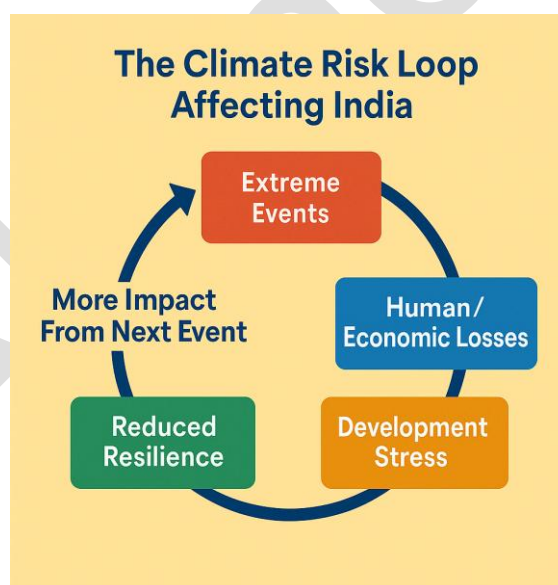 The Climate Risk Loop
Affecting India
Extreme
Events
Human/
Economic Losses
Development
Stress
Reduced
Resilience
More Impact
From Next Event